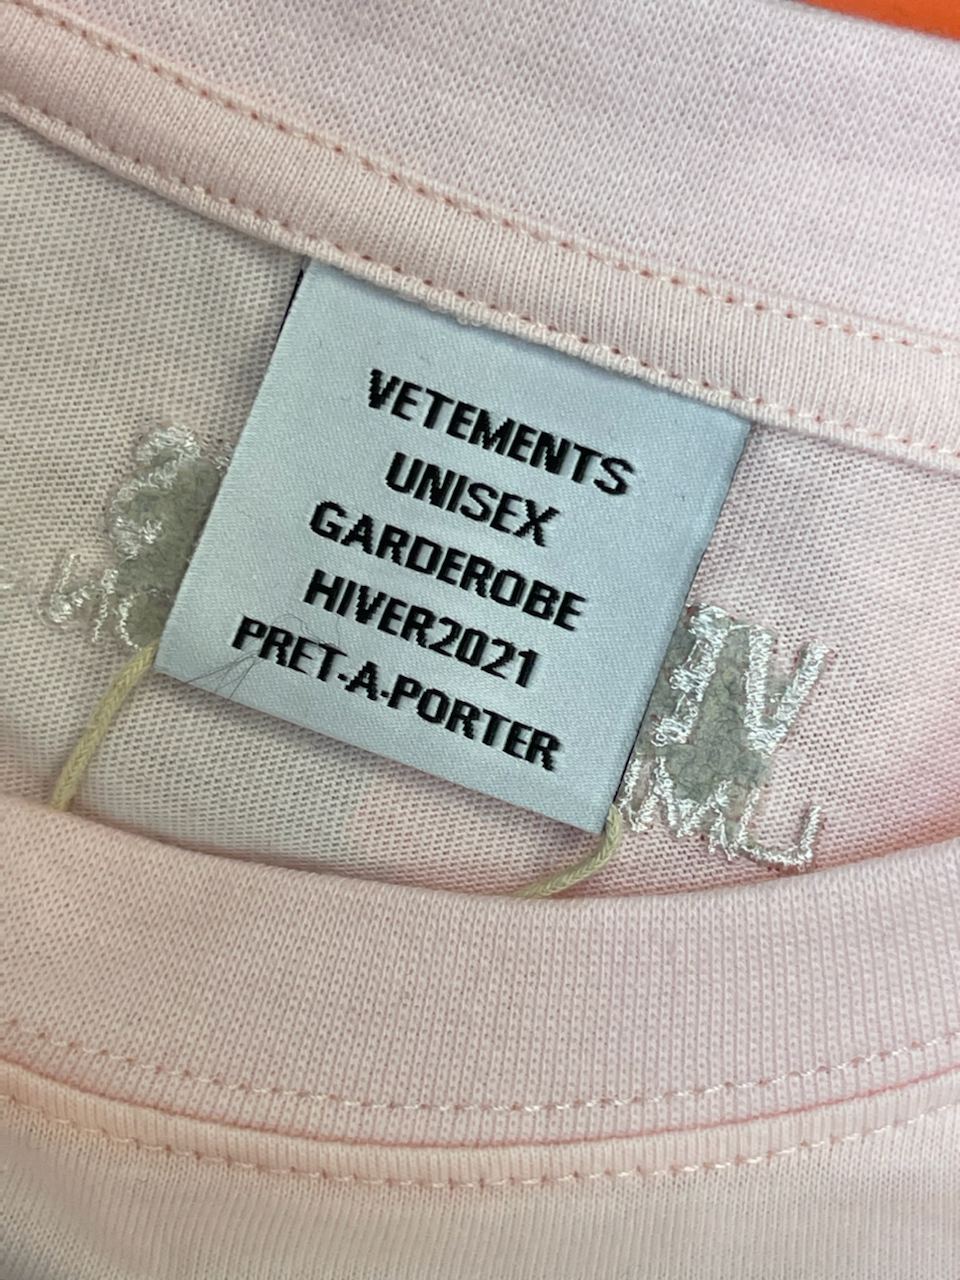 VETEMENTS
UNISEX
GARDEROBE
HIVER2021
PRET-A-PORTER